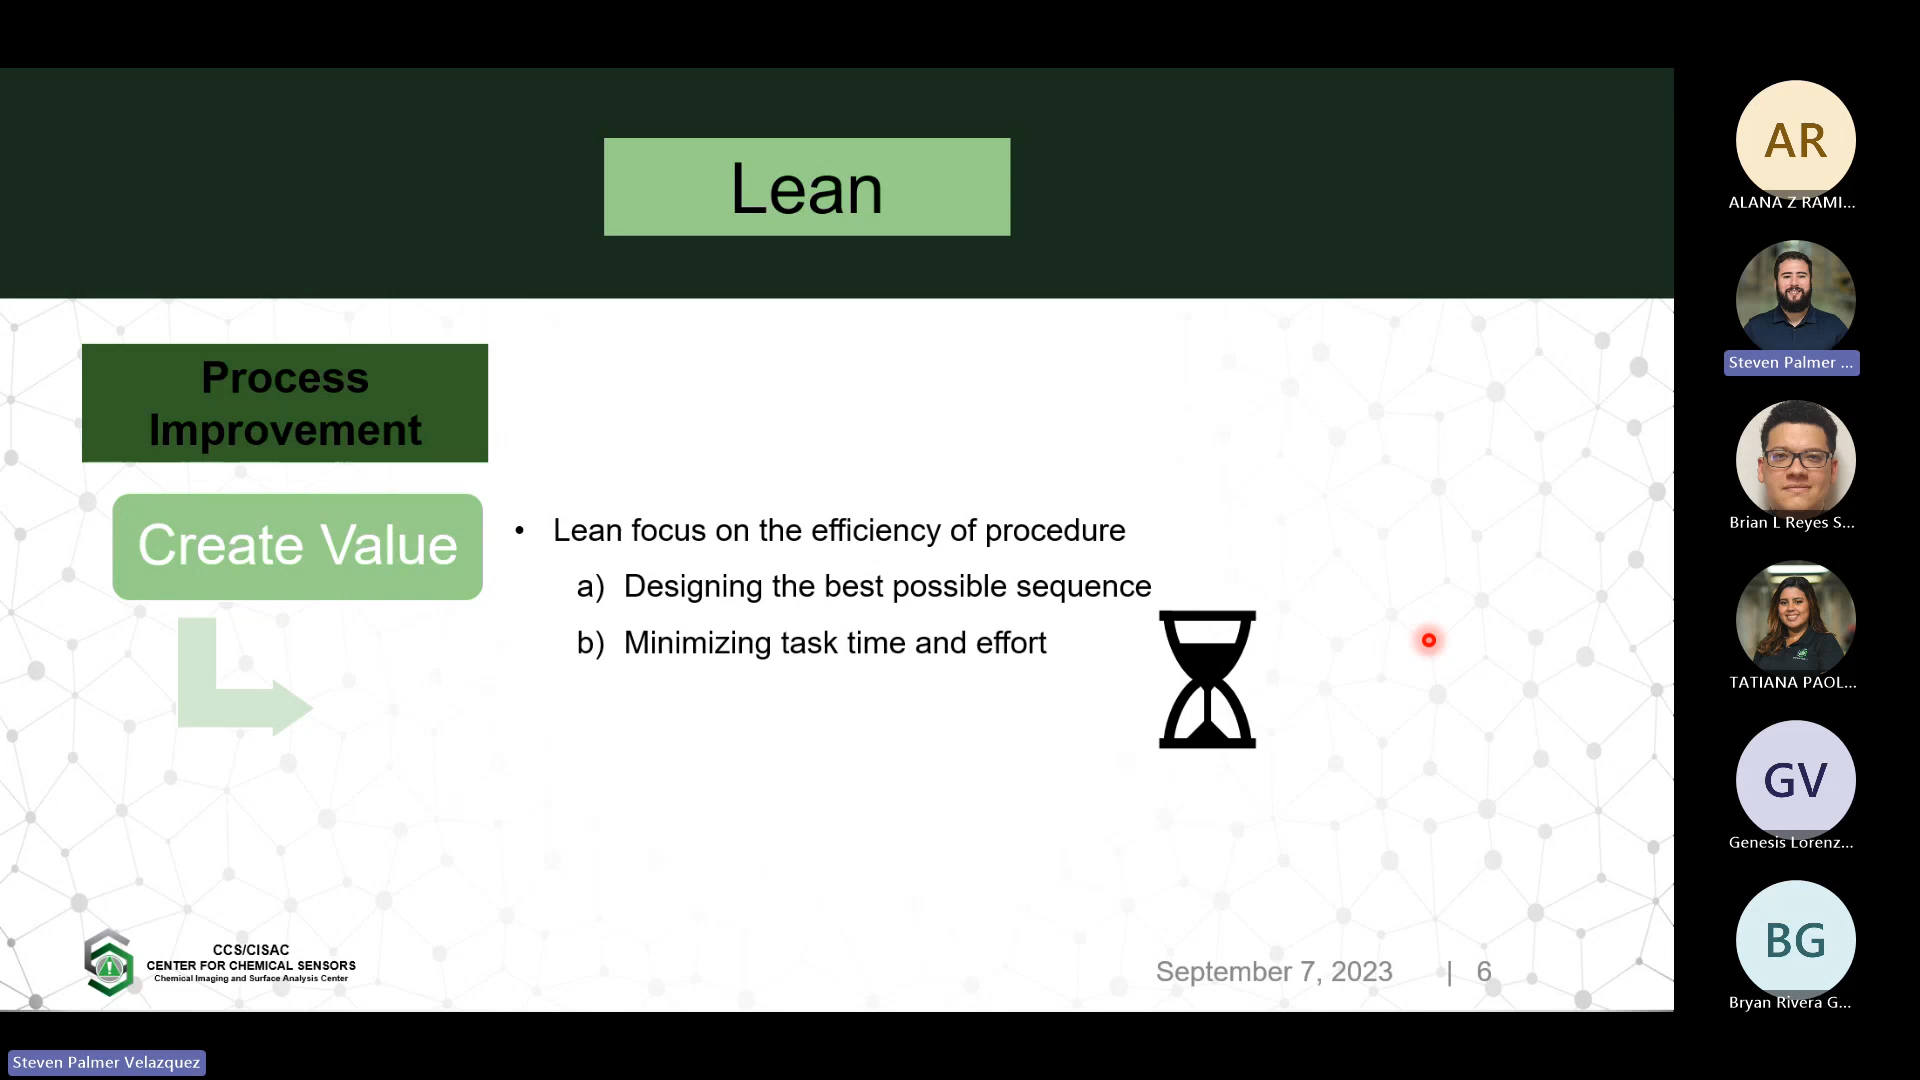 Lean
Process
Improvement
Create Value
• Lean focus on the efficiency of procedure
a) Designing the best possible sequence
b) Minimizing task time and effort
CCS/CISAC
CENTER FOR CHEMICAL SENSORS
Chemical Imaging and Surface Analysis Center
September 7, 2023 | 6
AR
ALANA Z RAMI...
Steven Palmer ...
Brian L Reyes S...
TATIANA PAOL...
GV
Genesis Lorenz...
BG
Bryan Rivera G...
Steven Palmer Velazquez